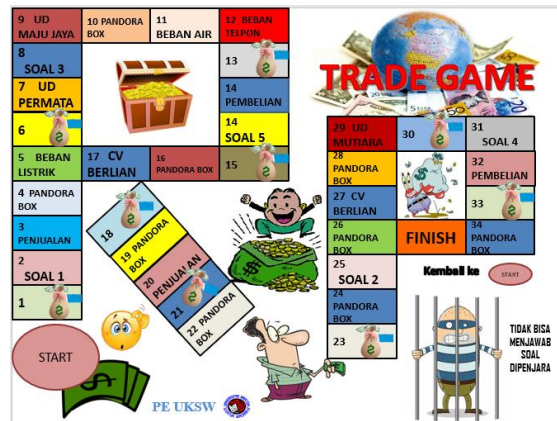 9 UD
MAJU JAYA
10 PANDORA
BOX
11
BEBAN AIR
12 BEBAN
TELPON
8
SOAL 3
13
7 UD
PERMATA
14
PEMBELIAN
6
14
SOAL 5
5 BEBAN
LISTRIK
17 CV
BERLIAN
16
PANDORA BOX
15
4 PANDORA
BOX
3
PENJUALAN
2
SOAL 1
1
START
18
19 PANDORA
BOX
20
PENJUALAN
21
22 PANDORA
BOX
TRADE GAME
29 UD
MUTIARA
30
31
SOAL 4
28
PANDORA
BOX
32
PEMBELIAN
27 CV
BERLIAN
33
26
PANDORA
BOX
FINISH
34
PANDORA
BOX
25
SOAL 2
Kembali ke
START
24
PANDORA
BOX
23
TIDAK BISA
MENJAWAB
SOAL
DIPENJARA
PE UKSW